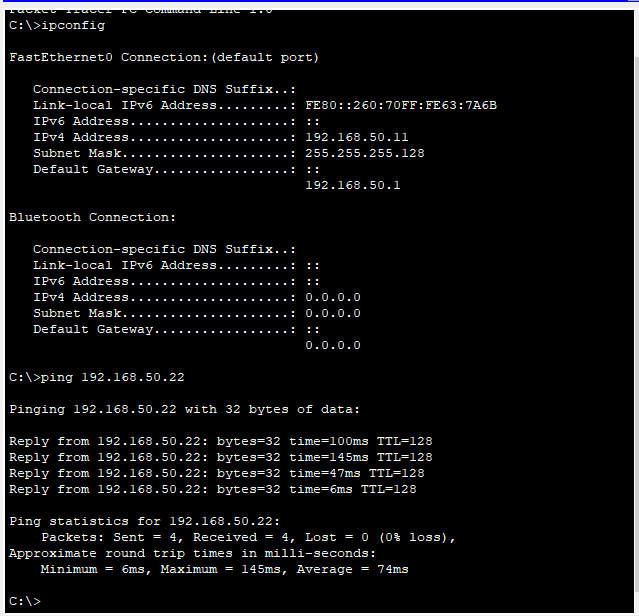 Packet Tracer PC Command Line 1.0
C:\>ipconfig
FastEthernet0 Connection:(default port)
Connection-specific DNS Suffix..:
Link-local IPv6 Address.........: FE80::260:70FF:FE63:7A6B
IPv6 Address....................: ::
IPv4 Address....................: 192.168.50.11
Subnet Mask.....................: 255.255.255.128
Default Gateway.................: ::
192.168.50.1
Bluetooth Connection:
Connection-specific DNS Suffix..:
Link-local IPv6 Address.........: ::
IPv6 Address....................: ::
IPv4 Address....................: 0.0.0.0
Subnet Mask.....................: 0.0.0.0
Default Gateway.................: ::
0.0.0.0
C:\>ping 192.168.50.22
Pinging 192.168.50.22 with 32 bytes of data:
Reply from 192.168.50.22: bytes=32 time=100ms TTL=128
Reply from 192.168.50.22: bytes=32 time=145ms TTL=128
Reply from 192.168.50.22: bytes=32 time=47ms TTL=128
Reply from 192.168.50.22: bytes=32 time=6ms TTL=128
Ping statistics for 192.168.50.22:
Packets: Sent = 4, Received = 4, Lost = 0 (0% loss),
Approximate round trip times in milli-seconds:
Minimum = 6ms, Maximum = 145ms, Average = 74ms
C:\>